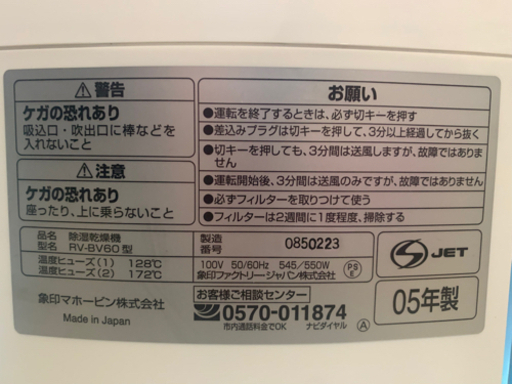 ⚠警告
ケガの恐れあり
吸込口・吹出口に棒などを
入れないこと
⚠注意
ケガの恐れあり
座ったり、上に乗らないこと
お願い
●運転を終了するときは、必ず切キーを押す
●差込みプラグは切キーを押して、3分以上経過してから抜く
●切キーを押しても、3分間は送風しますが、故障ではありま
せん
●運転開始後、3分間は送風のみですが、故障ではありません
●必ずフィルターを取りつけて使う
●フィルターは2週間に1度程度、掃除する
品名 除湿乾燥機
型名 RV-BV60型
温度ヒューズ(1) 128℃
温度ヒューズ(2) 172℃
製造
番号 0850223
100V 50/60Hz 545/550W
象印ファクトリージャパン株式会社
PS
E
S JET
象印マホービン株式会社
Made in Japan
お客様ご相談センター
0570-011874
市内通話料金でOK ナビダイヤル
A
05年製